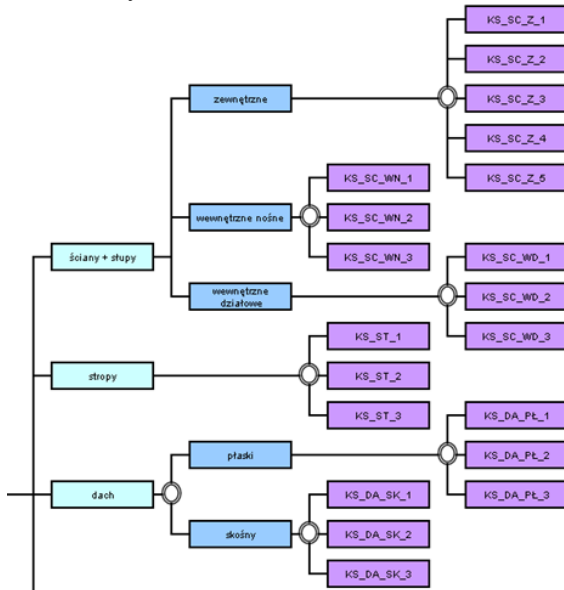 KS_SC_Z_1
KS_SC_Z_2
zewnętrzne
KS_SC_Z_3
KS_SC_Z_4
KS_SC_Z_5
KS_SC_WN_1
wewnętrzne nośne
KS_SC_WN_2
KS_SC_WN_3
ściany + słupy
KS_SC_WD_1
wewnętrzne
działowe
KS_SC_WD_2
KS_SC_WD_3
KS_ST_1
stropy
KS_ST_2
KS_ST_3
KS_DA_PŁ_1
płaski
KS_DA_PŁ_2
KS_DA_PŁ_3
dach
KS_DA_SK_1
skośny
KS_DA_SK_2
KS_DA_SK_3